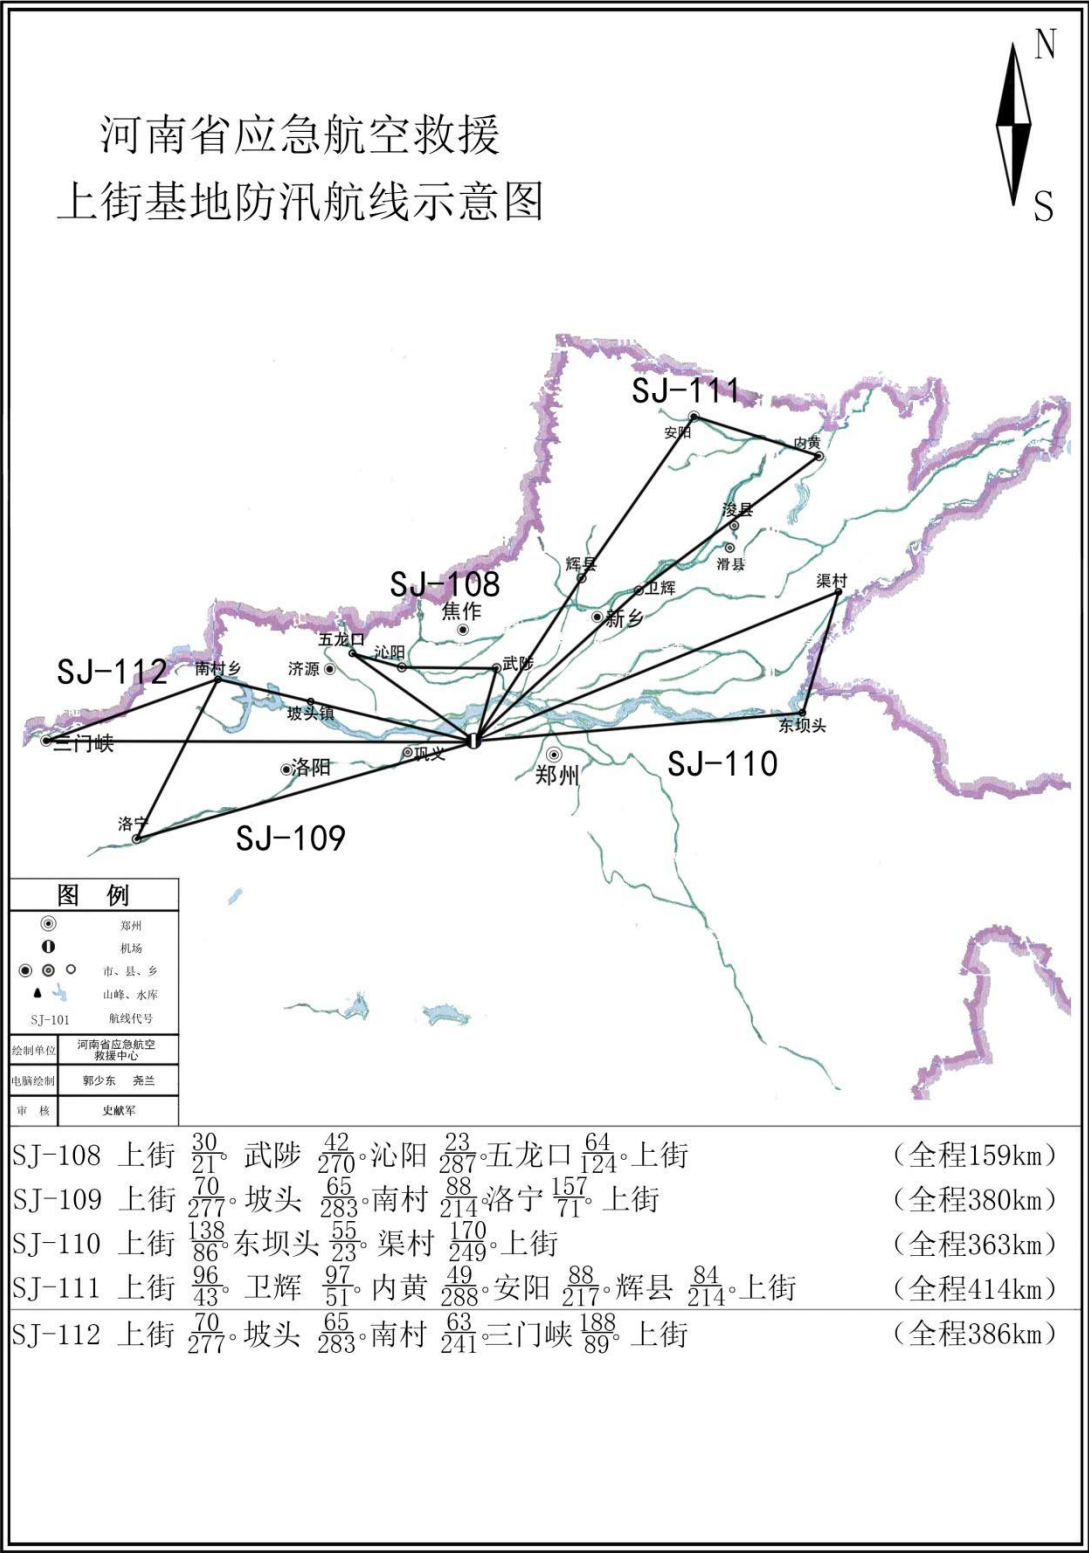 N
河南省应急航空救援
上街基地防汛航线示意图
S
SJ-111
安阳
内黄
浚县
滑县
辉县
卫辉
渠村
SJ-108
焦作
新乡
五龙口
沁阳
武陟
济源
SJ-112
南村乡
坡头镇
东坝头
三门峡
巩义
洛阳
郑州
SJ-110
洛宁
SJ-109
图 例
郑州
机场
市、县、乡
山峰、水库
SJ-101 航线代号
绘制单位 河南省应急航空
救援中心
电脑绘制 郭少东 尧兰
审 核 史献军
SJ-108 上街 30/21° 武陟 42/270° 沁阳 23/287° 五龙口 64/124° 上街 (全程159km)
SJ-109 上街 70/277° 坡头 65/283° 南村 88/214° 洛宁 157/71° 上街 (全程380km)
SJ-110 上街 138/86° 东坝头 55/23° 渠村 170/249° 上街 (全程363km)
SJ-111 上街 96/43° 卫辉 97/51° 内黄 49/288° 安阳 88/217° 辉县 84/214° 上街 (全程414km)
SJ-112 上街 70/277° 坡头 65/283° 南村 63/241° 三门峡 188/89° 上街 (全程386km)